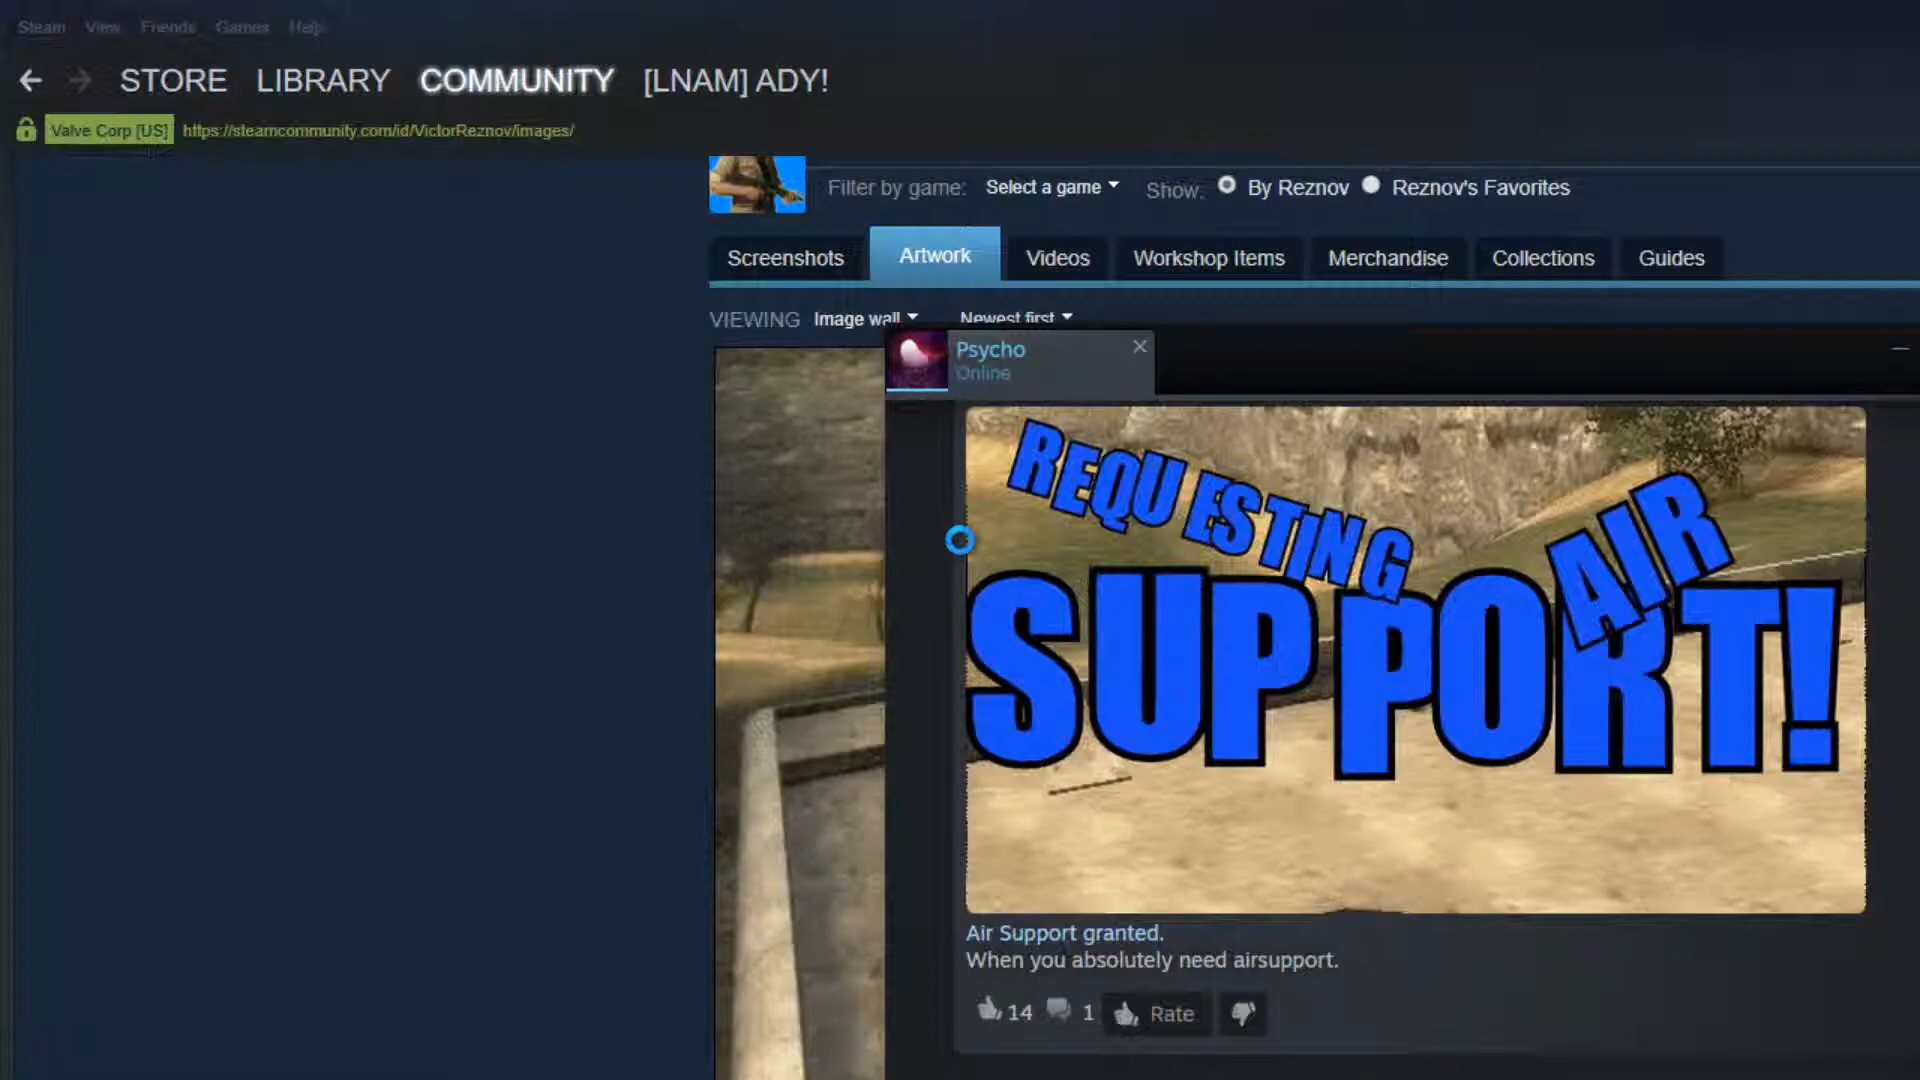 Steam View Friends Games Help
STORE LIBRARY COMMUNITY [LNAM] ADY!
Valve Corp [US] https://steamcommunity.com/id/VictorReznov/images/
Filter by game: Select a game Show: By Reznov Reznov's Favorites
Screenshots Artwork Videos Workshop Items Merchandise Collections Guides
VIEWING Image wall Newest first
Psycho
Online
REQUESTING
AIR
SUPPORT!
Air Support granted.
When you absolutely need airsupport.
14 1 Rate